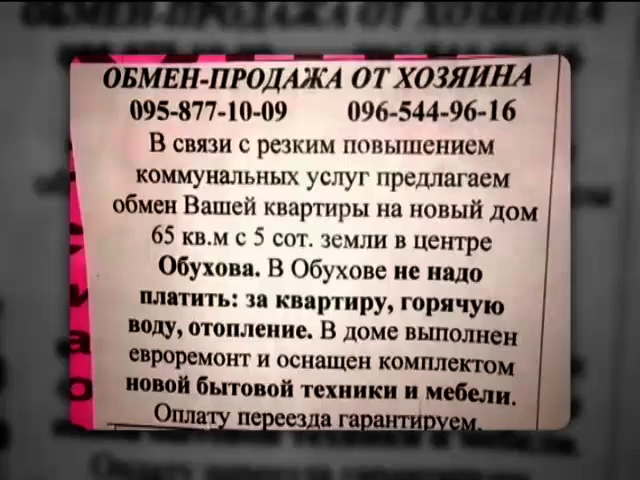 ОБМЕН-ПРОДАЖА ОТ ХОЗЯИНА
095-877-10-09 096-544-96-16
В связи с резким повышением
коммунальных услуг предлагаем
обмен Вашей квартиры на новый дом
65 кв.м с 5 сот. земли в центре
Обухова. В Обухове не надо
платить: за квартиру, горячую
воду, отопление. В доме выполнен
евроремонт и оснащен комплектом
новой бытовой техники и мебели.
Оплату переезда гарантируем.